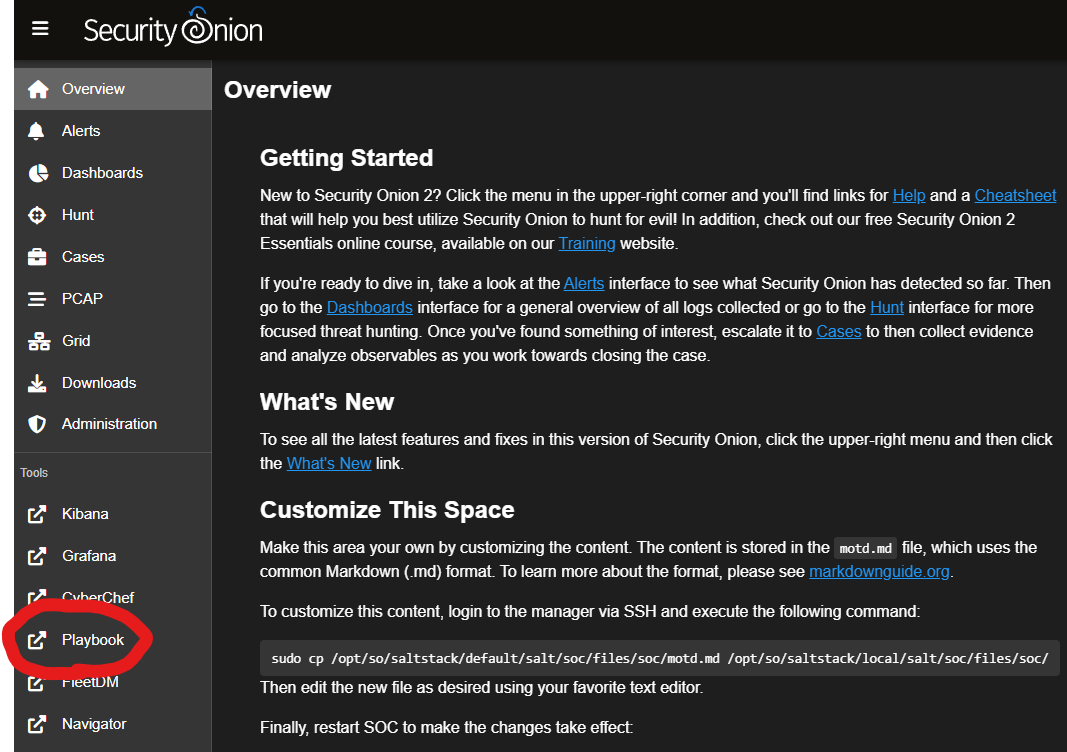 Security Onion
Overview
Alerts
Dashboards
Hunt
Cases
PCAP
Grid
Downloads
Administration
Tools
Kibana
Grafana
CyberChef
Playbook
FleetDM
Navigator
Overview
Getting Started
New to Security Onion 2? Click the menu in the upper-right corner and you'll find links for Help and a Cheatsheet
that will help you best utilize Security Onion to hunt for evil! In addition, check out our free Security Onion 2
Essentials online course, available on our Training website.
If you're ready to dive in, take a look at the Alerts interface to see what Security Onion has detected so far. Then
go to the Dashboards interface for a general overview of all logs collected or go to the Hunt interface for more
focused threat hunting. Once you've found something of interest, escalate it to Cases to then collect evidence
and analyze observables as you work towards closing the case.
What's New
To see all the latest features and fixes in this version of Security Onion, click the upper-right menu and then click
the What's New link.
Customize This Space
Make this area your own by customizing the content. The content is stored in the motd.md file, which uses the
common Markdown (.md) format. To learn more about the format, please see markdownguide.org.
To customize this content, login to the manager via SSH and execute the following command:
sudo cp /opt/so/saltstack/default/salt/soc/files/soc/motd.md /opt/so/saltstack/local/salt/soc/files/soc/
Then edit the new file as desired using your favorite text editor.
Finally, restart SOC to make the changes take effect: